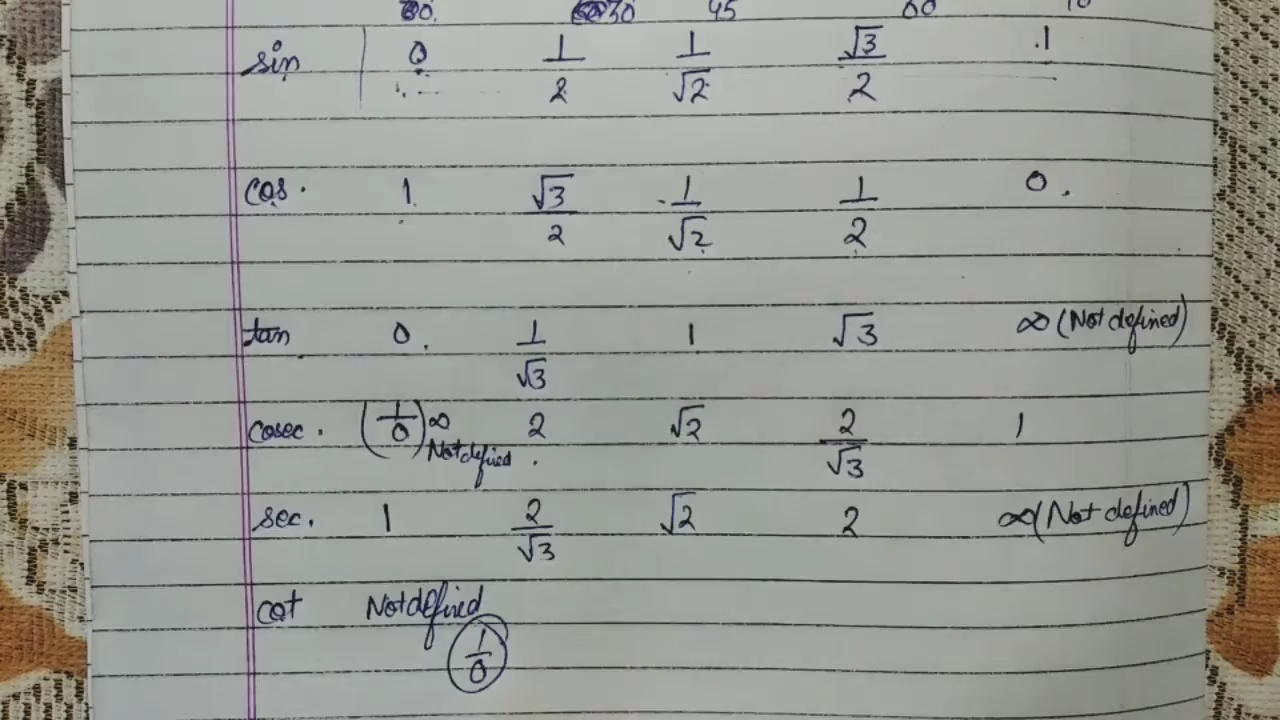 30 45 60
sin 0 1/2 1/√2 √3/2 1
cos. 1 √3/2 1/√2 1/2 0.
tan 0. 1/√3 1 √3 ∞ (Not defined)
cosec. (1/0) ∞ Not defined. 2 √2 2/√3 1
sec. 1 2/√3 √2 2 ∞ (Not defined)
cot Not defined
1/0